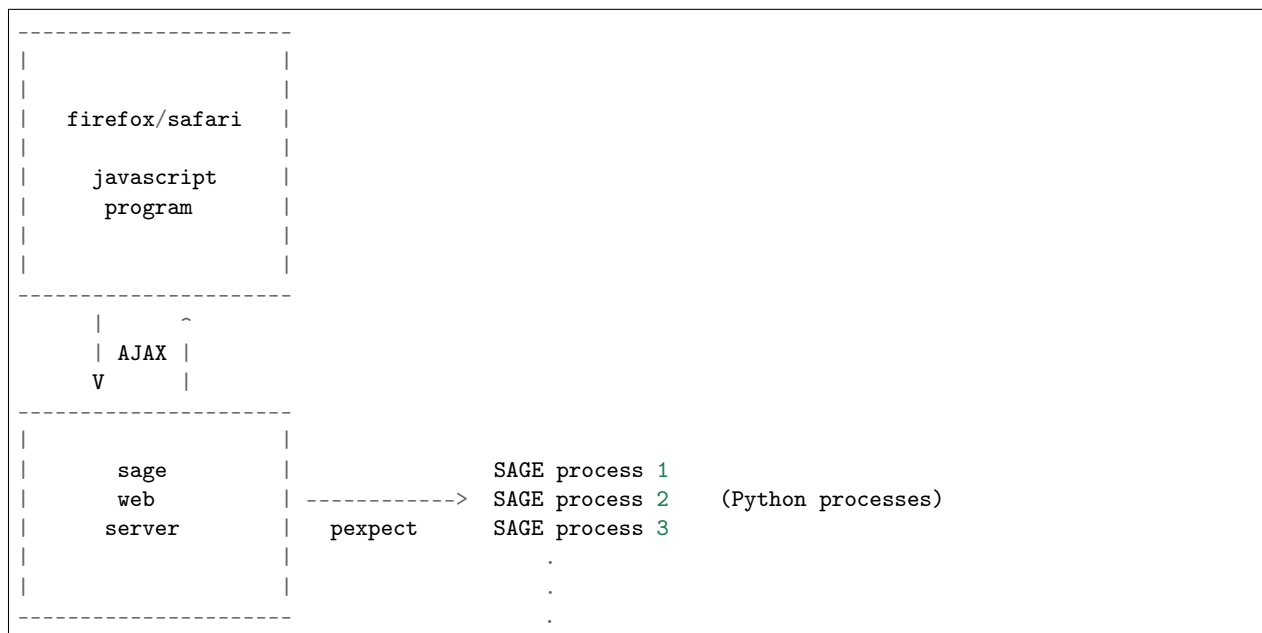 ----------------------
|                     |
|                     |
|   firefox/safari    |
|                     |
|     javascript      |
|      program        |
|                     |
|                     |
----------------------
      |      ^
      | AJAX |
      V      |
----------------------
|                     |
|       sage          |                SAGE process 1
|       web           | ------------>  SAGE process 2    (Python processes)
|      server         |   pexpect      SAGE process 3
|                     |                    .
|                     |                    .
----------------------                     .